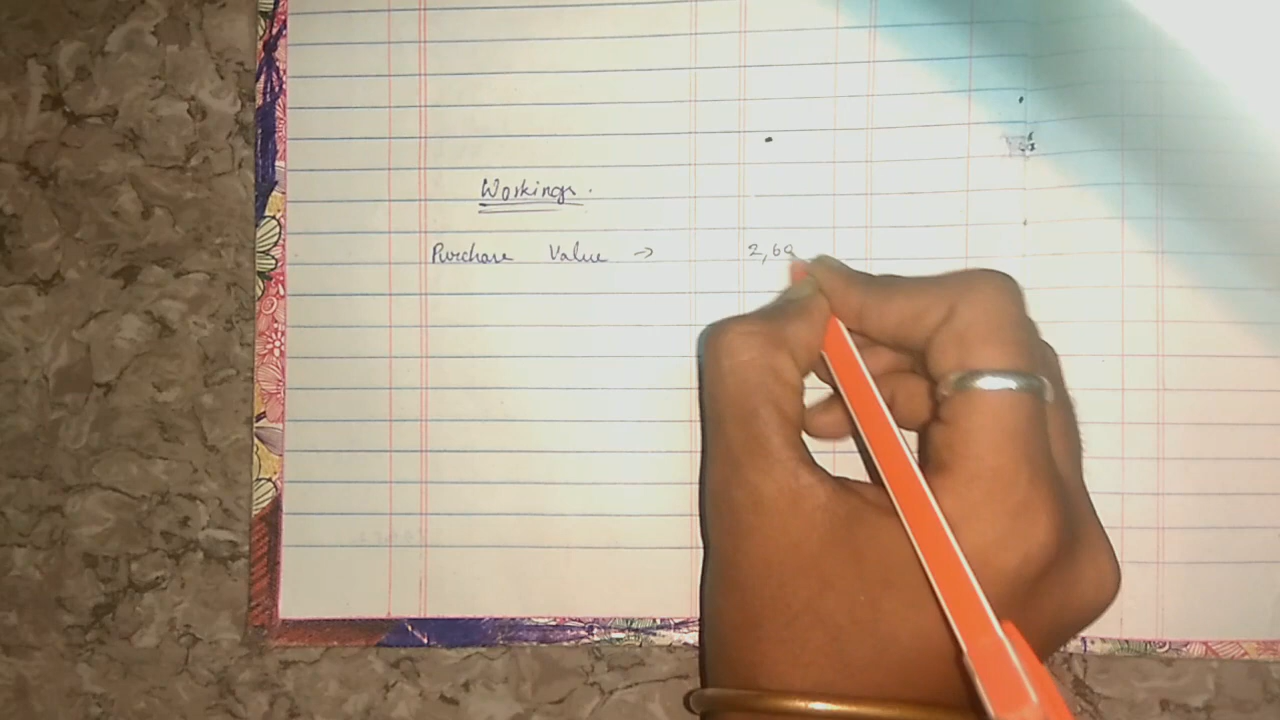 Workings.
Purchase Value → 2,60